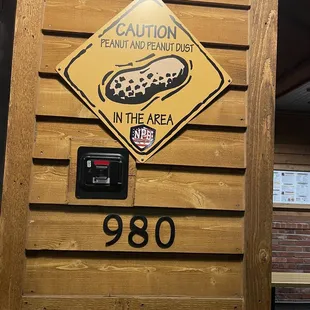 CAUTION
PEANUT AND PEANUT DUST
IN THE AREA
980